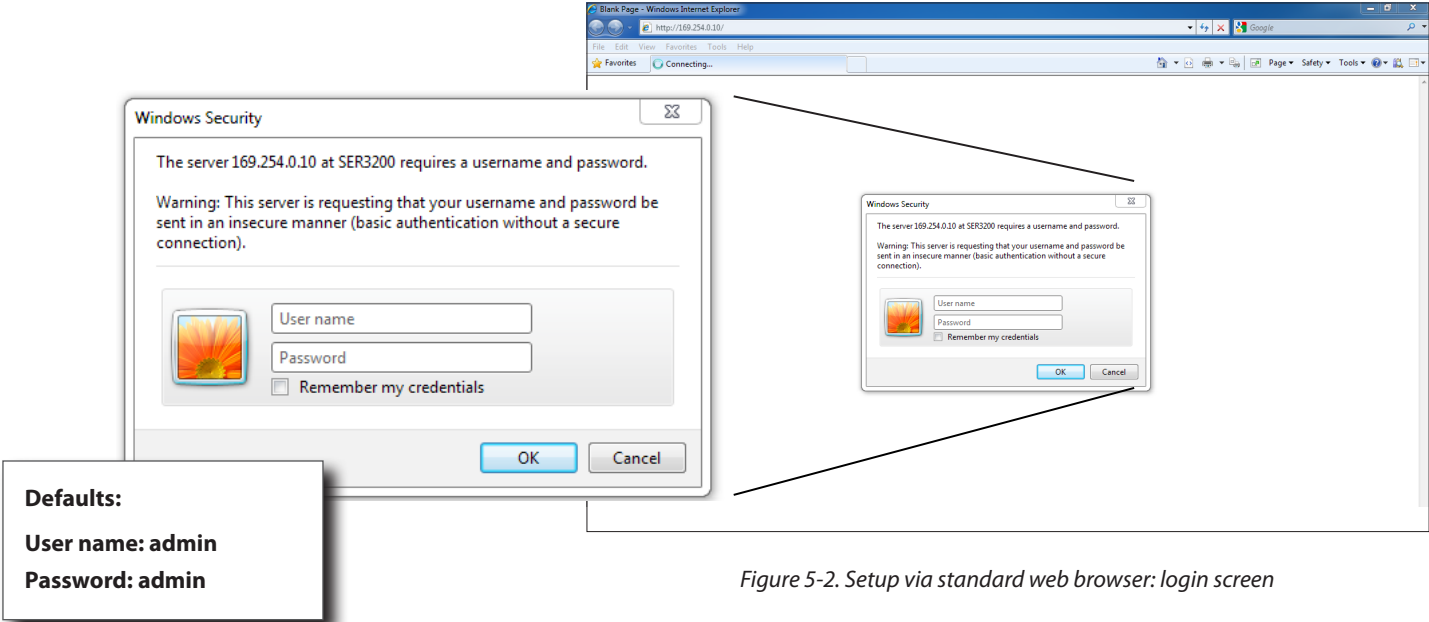 Blank Page - Windows Internet Explorer
http://169.254.0.10/
Google
File Edit View Favorites Tools Help
Favorites Connecting...
Page Safety Tools
Windows Security
The server 169.254.0.10 at SER3200 requires a username and password.
Warning: This server is requesting that your username and password be
sent in an insecure manner (basic authentication without a secure
connection).
User name
Password
Remember my credentials
OK Cancel
Windows Security
The server 169.254.0.10 at SER3200 requires a username and password.
Warning: This server is requesting that your username and password be
sent in an insecure manner (basic authentication without a secure
connection).
User name
Password
Remember my credentials
OK Cancel
Defaults:
User name: admin
Password: admin
Figure 5-2. Setup via standard web browser: login screen